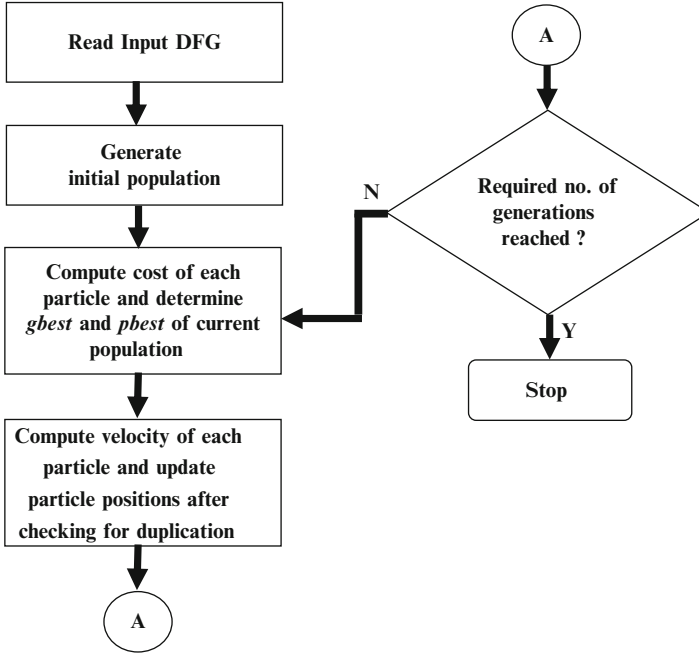 Read Input DFG
Generate
initial population
Compute cost of each
particle and determine
gbest and pbest of current
population
Compute velocity of each
particle and update
particle positions after
checking for duplication
A
A
Required no. of
generations
reached ?
N
Y
Stop